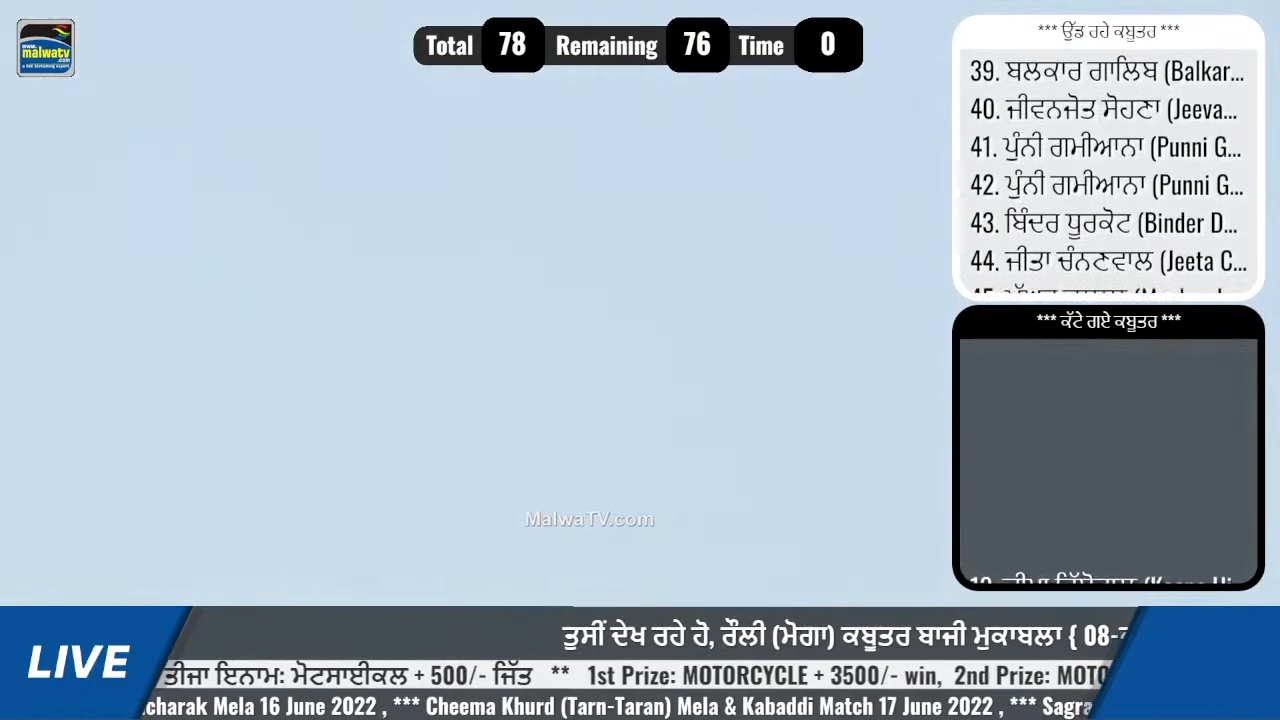 www.
malwatv
.com
Total 78 Remaining 76 Time 0
*** ਉੱਡ ਰਹੇ ਕਬੂਤਰ ***
39. ਬਲਕਾਰ ਗਾਲਿਬ (Balkar...
40. ਜੀਵਨਜੋਤ ਸੋਹਣਾ (Jeeva...
41. ਪੁੰਨੀ ਗਮੀਆਨਾ (Punni G...
42. ਪੁੰਨੀ ਗਮੀਆਨਾ (Punni G...
43. ਬਿੰਦਰ ਧੂਰਕੋਟ (Binder D...
44. ਜੀਤਾ ਚੰਨਣਵਾਲ (Jeeta C...
*** ਕੱਟੇ ਗਏ ਕਬੂਤਰ ***
MalwaTV.com
ਤੁਸੀਂ ਦੇਖ ਰਹੇ ਹੋ, ਰੌਲੀ (ਮੋਗਾ) ਕਬੂਤਰ ਬਾਜੀ ਮੁਕਾਬਲਾ { 08-
LIVE
ਤੀਜਾ ਇਨਾਮ: ਮੋਟਸਾਈਕਲ + 500/- ਜਿੱਤ ** 1st Prize: MOTORCYCLE + 3500/- win, 2nd Prize: MOTO
charak Mela 16 June 2022 , *** Cheema Khurd (Tarn-Taran) Mela & Kabaddi Match 17 June 2022 , *** Sagra